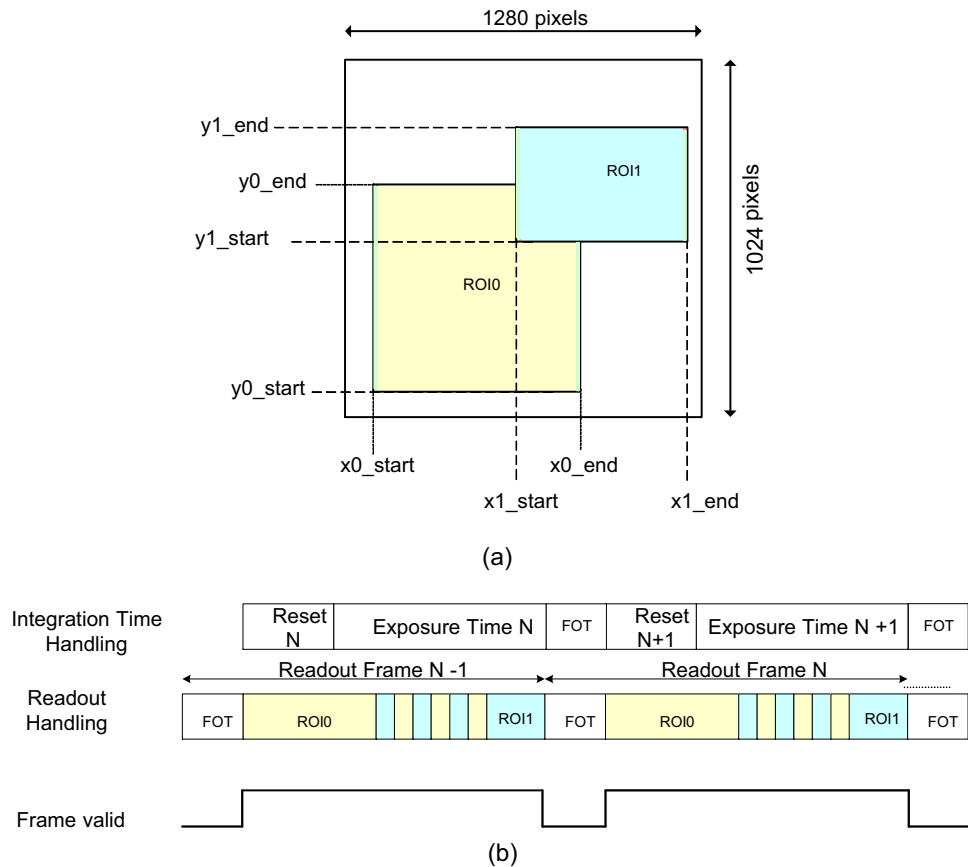 1280 pixels
y1_end
ROI1
y0_end
1024 pixels
y1_start
ROI0
y0_start
x0_start
x0_end
x1_start
x1_end
(a)
Integration Time
Handling
Reset
N
Exposure Time N
FOT
Reset
N+1
Exposure Time N +1
FOT
Readout Frame N -1
Readout Frame N
Readout
Handling
FOT
ROI0
ROI1
FOT
ROI0
ROI1
FOT
Frame valid
(b)